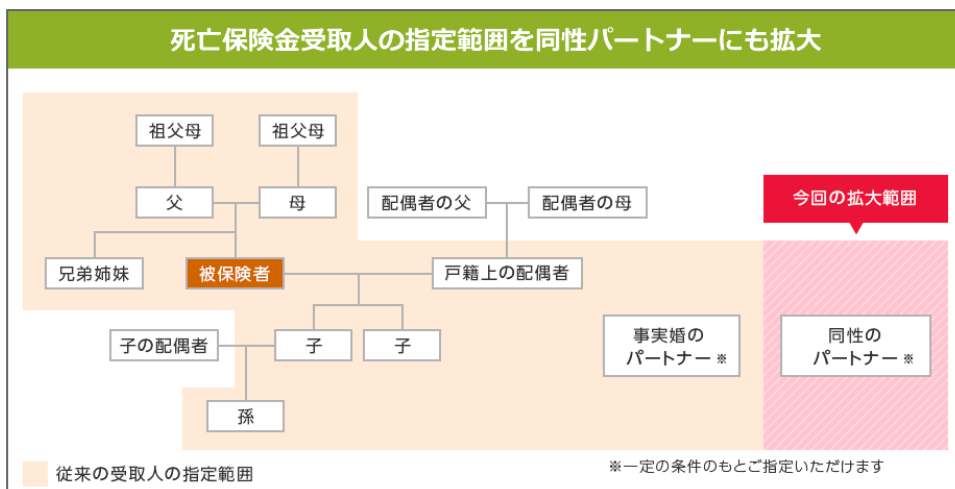 死亡保険金受取人の指定範囲を同性パートナーにも拡大
祖父母
祖父母
父
母
配偶者の父
配偶者の母
今回の拡大範囲
兄弟姉妹
被保険者
戸籍上の配偶者
子の配偶者
子
子
事実婚の
パートナー※
同性の
パートナー※
孫
従来の受取人の指定範囲
※一定の条件のもとご指定いただけます